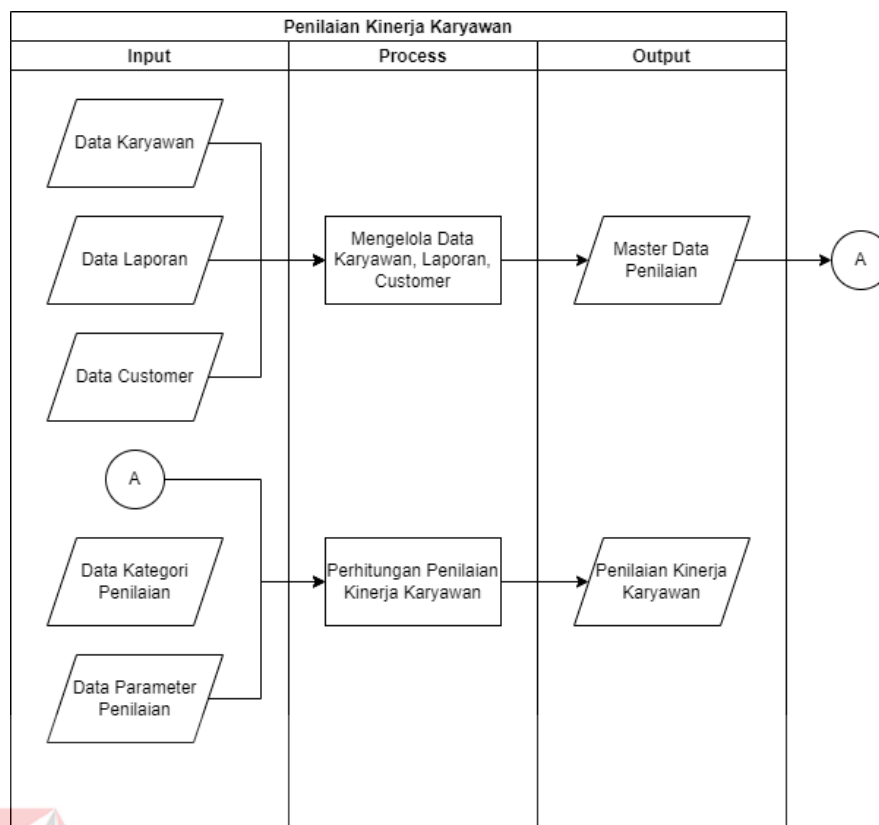 Penilaian Kinerja Karyawan
Input
Process
Output
Data Karyawan
Data Laporan
Mengelola Data
Karyawan, Laporan,
Customer
Master Data
Penilaian
A
Data Customer
A
Data Kategori
Penilaian
Perhitungan Penilaian
Kinerja Karyawan
Penilaian Kinerja
Karyawan
Data Parameter
Penilaian